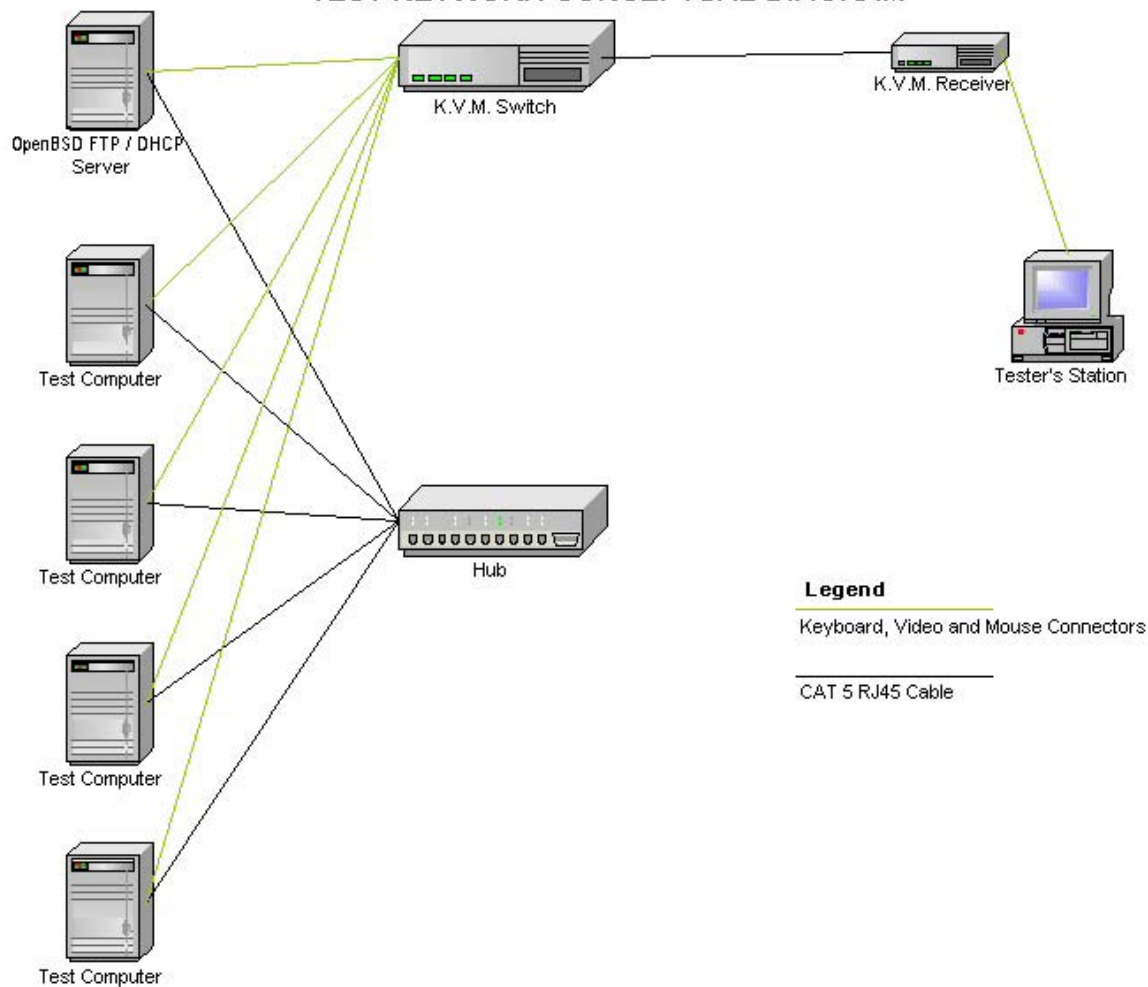 OpenBSD FTP / DHCP
Server
K.V.M. Switch
K.V.M. Receiver
Test Computer
Tester's Station
Test Computer
Hub
Legend
Keyboard, Video and Mouse Connectors
CAT 5 RJ45 Cable
Test Computer
Test Computer